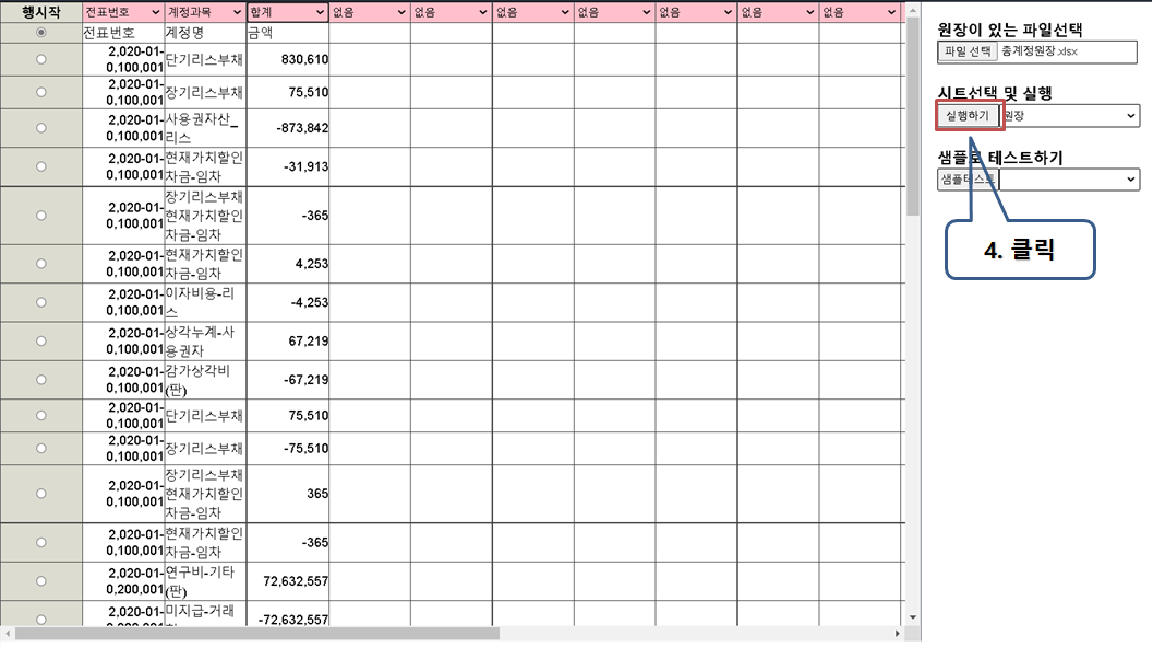 행시작 전표번호 계정과목 합계 없음 없음 없음 없음 없음 없음 없음
전표번호 계정명 금액
2,020-01-
0,100,001 단기리스부채 830,610
2,020-01-
0,100,001 장기리스부채 75,510
2,020-01- 사용권자산_
0,100,001 리스 -873,842
2,020-01- 현재가치할인
0,100,001 차금-임차 -31,913
장기리스부채
2,020-01- 현재가치할인
0,100,001 차금-임차 -365
2,020-01- 현재가치할인
0,100,001 차금-임차 4,253
2,020-01- 이자비용-리
0,100,001 스 -4,253
2,020-01- 상각누계-사
0,100,001 용권자 67,219
2,020-01- 감가상각비
0,100,001 (판) -67,219
2,020-01-
0,100,001 단기리스부채 75,510
2,020-01-
0,100,001 장기리스부채 -75,510
장기리스부채
2,020-01- 현재가치할인
0,100,001 차금-임차 365
2,020-01- 현재가치할인
0,100,001 차금-임차 -365
2,020-01- 연구비-기타
0,200,001 (판) 72,632,557
2,020-01- 미지급-거래
-72,632,557
원장이 있는 파일선택
파일 선택 총계정원장.xlsx
시트선택 및 실행
실행하기 원장
샘플로 테스트하기
샘플테스트
4. 클릭